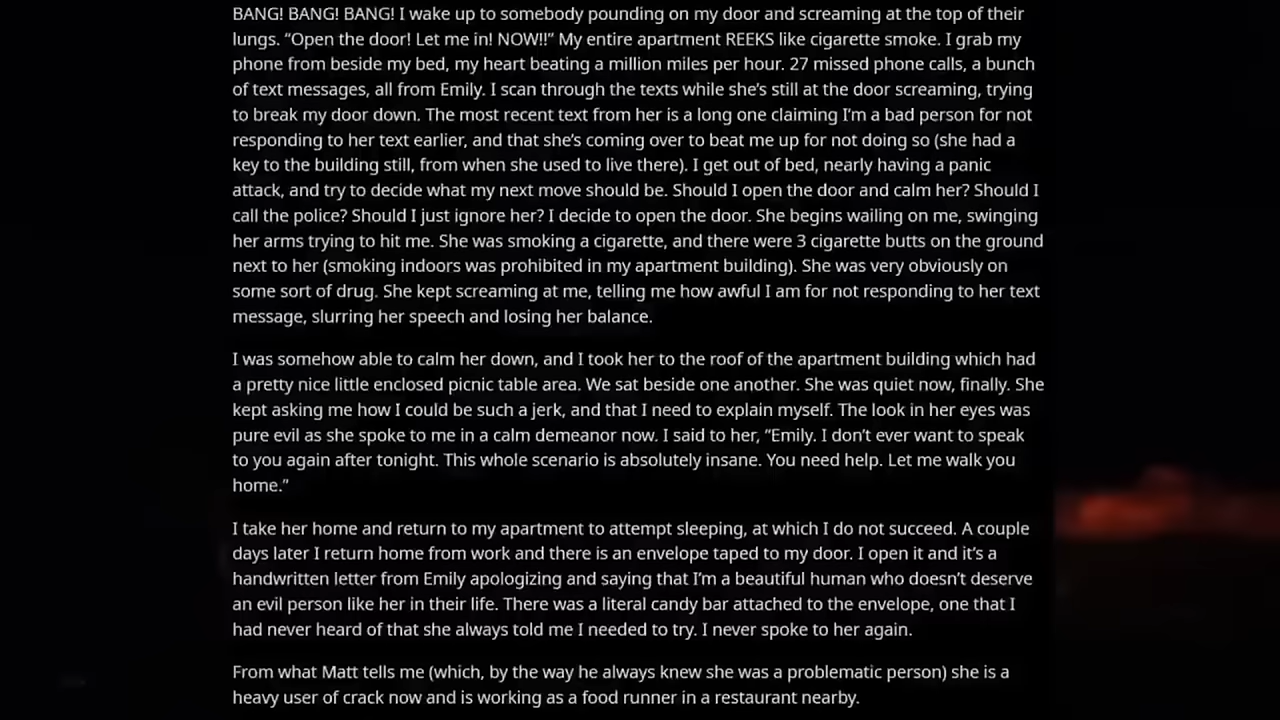 BANG! BANG! BANG! I wake up to somebody pounding on my door and screaming at the top of their
lungs. “Open the door! Let me in! NOW!!” My entire apartment REEKS like cigarette smoke. I grab my
phone from beside my bed, my heart beating a million miles per hour. 27 missed phone calls, a bunch
of text messages, all from Emily. I scan through the texts while she’s still at the door screaming, trying
to break my door down. The most recent text from her is a long one claiming I’m a bad person for not
responding to her text earlier, and that she’s coming over to beat me up for not doing so (she had a
key to the building still, from when she used to live there). I get out of bed, nearly having a panic
attack, and try to decide what my next move should be. Should I open the door and calm her? Should I
call the police? Should I just ignore her? I decide to open the door. She begins wailing on me, swinging
her arms trying to hit me. She was smoking a cigarette, and there were 3 cigarette butts on the ground
next to her (smoking indoors was prohibited in my apartment building). She was very obviously on
some sort of drug. She kept screaming at me, telling me how awful I am for not responding to her text
message, slurring her speech and losing her balance.
I was somehow able to calm her down, and I took her to the roof of the apartment building which had
a pretty nice little enclosed picnic table area. We sat beside one another. She was quiet now, finally. She
kept asking me how I could be such a jerk, and that I need to explain myself. The look in her eyes was
pure evil as she spoke to me in a calm demeanor now. I said to her, “Emily. I don’t ever want to speak
to you again after tonight. This whole scenario is absolutely insane. You need help. Let me walk you
home.”
I take her home and return to my apartment to attempt sleeping, at which I do not succeed. A couple
days later I return home from work and there is an envelope taped to my door. I open it and it’s a
handwritten letter from Emily apologizing and saying that I’m a beautiful human who doesn’t deserve
an evil person like her in their life. There was a literal candy bar attached to the envelope, one that I
had never heard of that she always told me I needed to try. I never spoke to her again.
From what Matt tells me (which, by the way he always knew she was a problematic person) she is a
heavy user of crack now and is working as a food runner in a restaurant nearby.